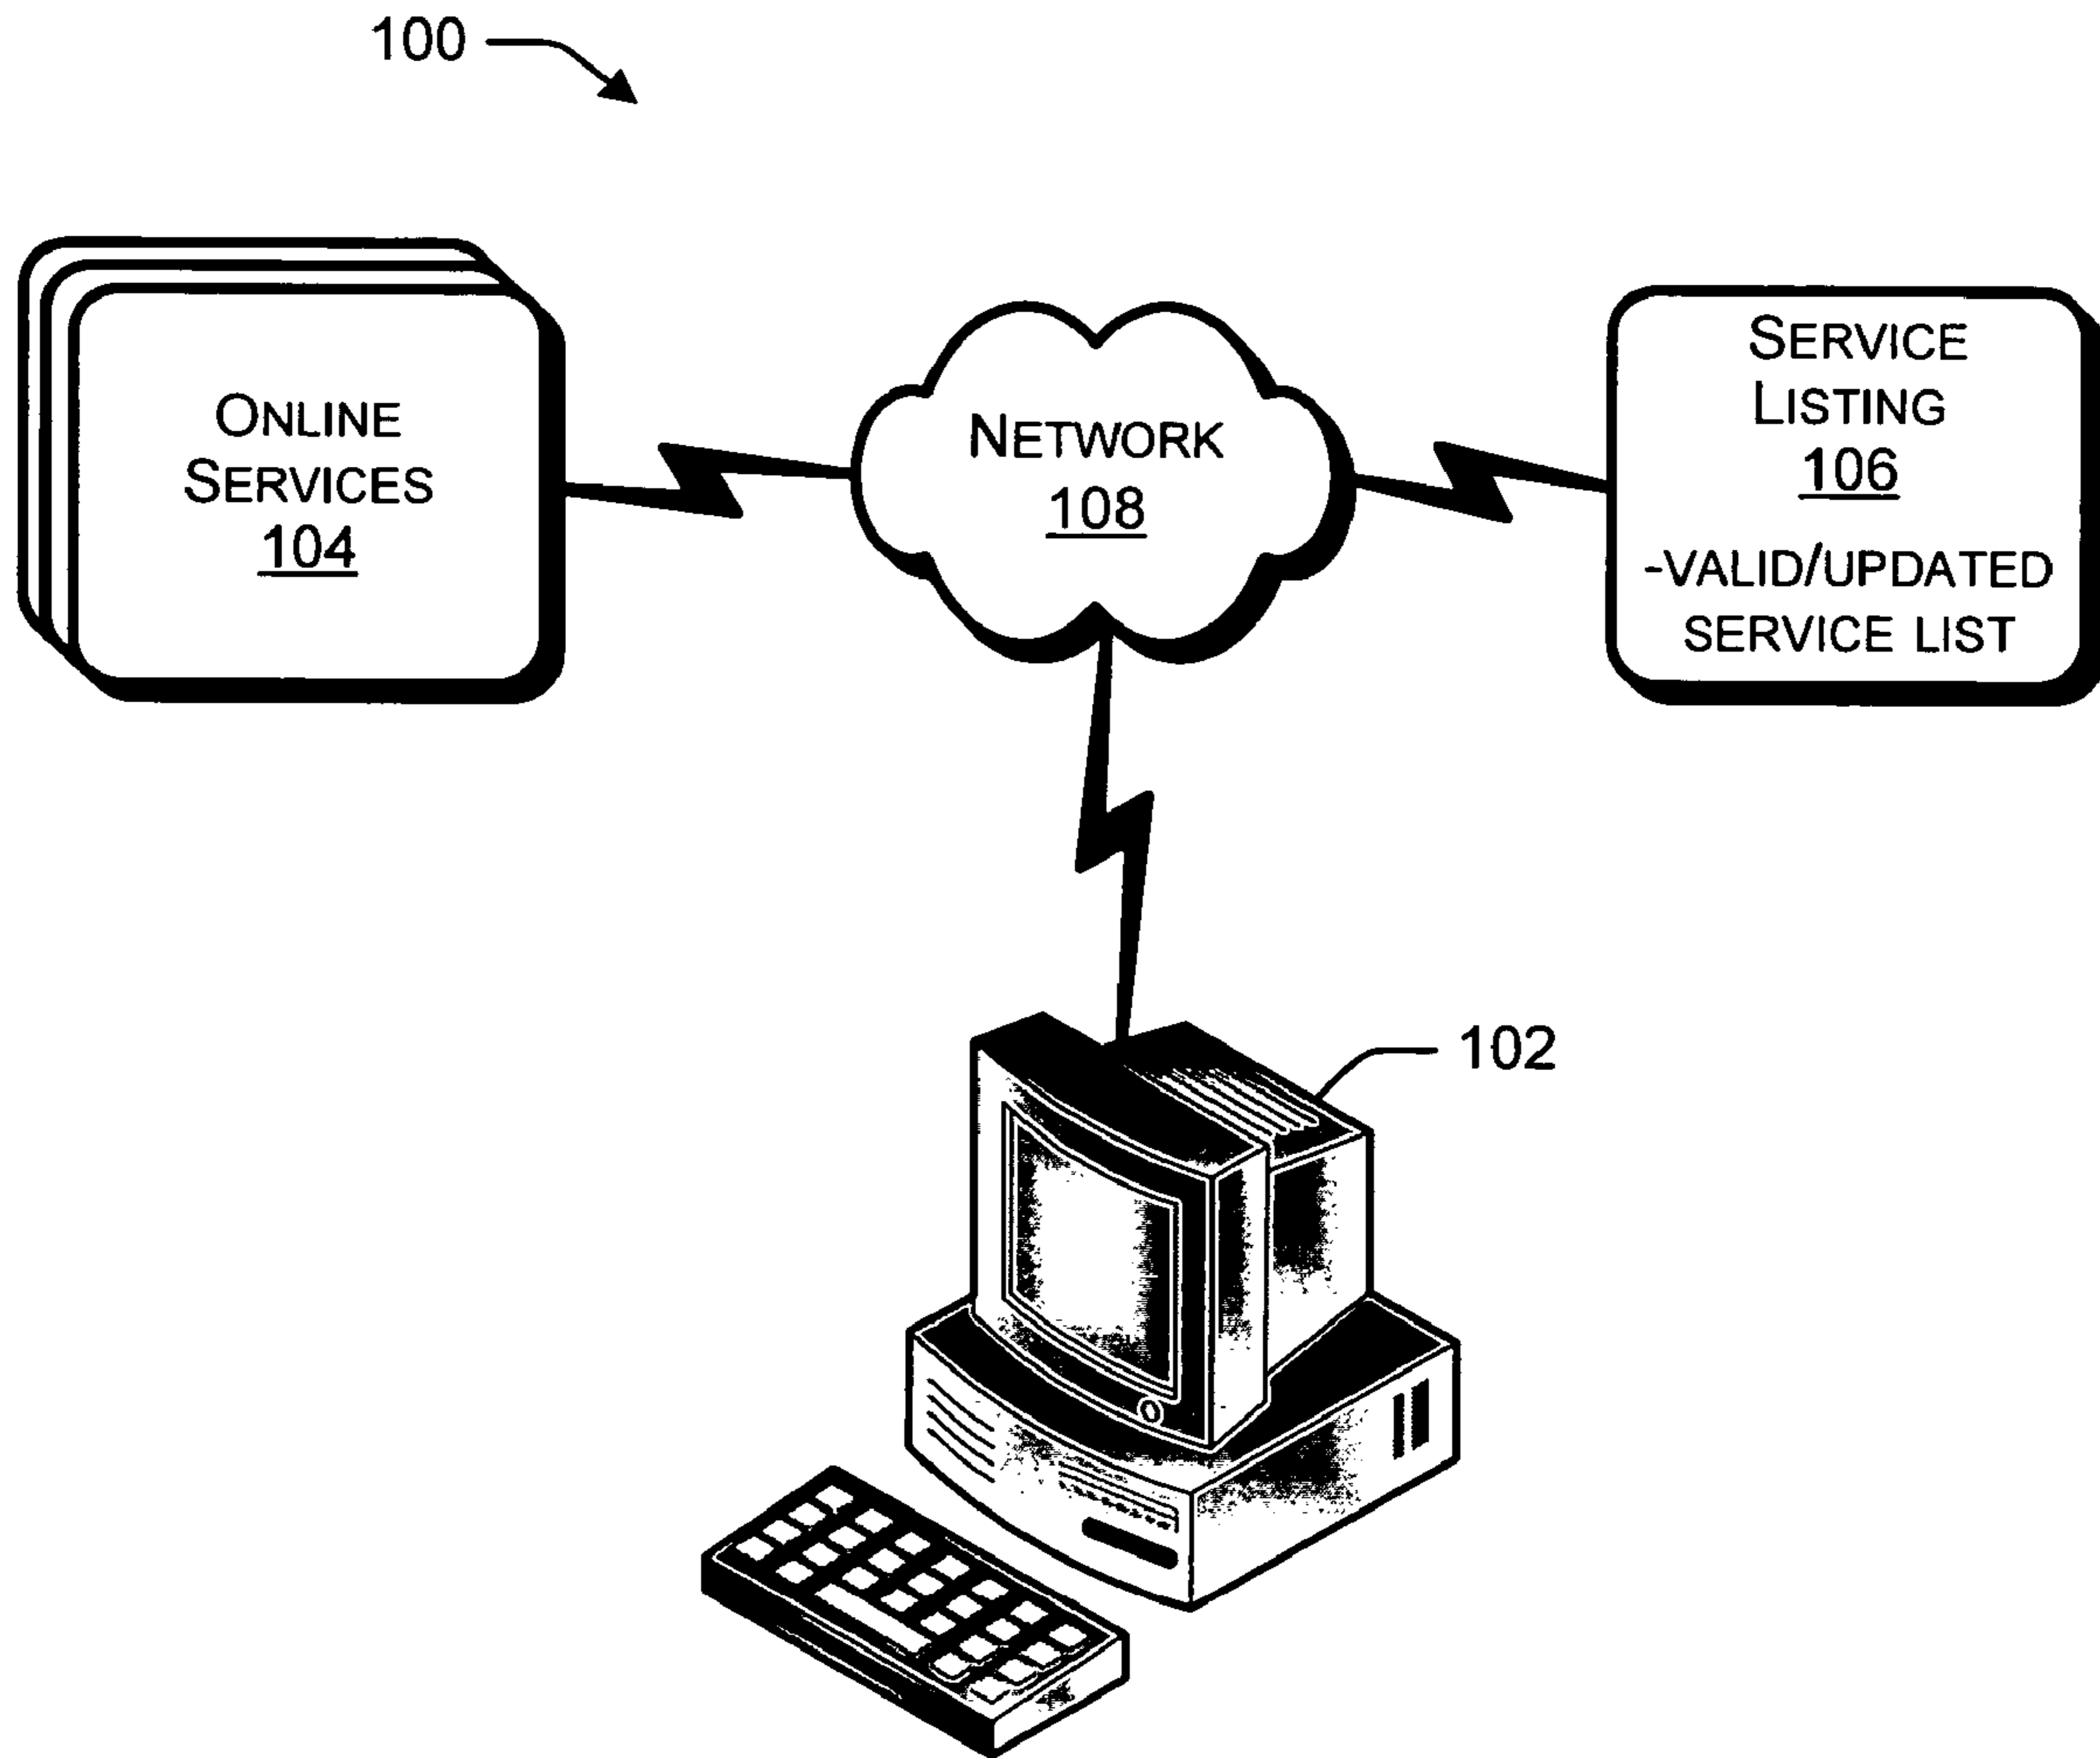 100
ONLINE
SERVICES
104
NETWORK
108
SERVICE
LISTING
106
-VALID/UPDATED
SERVICE LIST
102